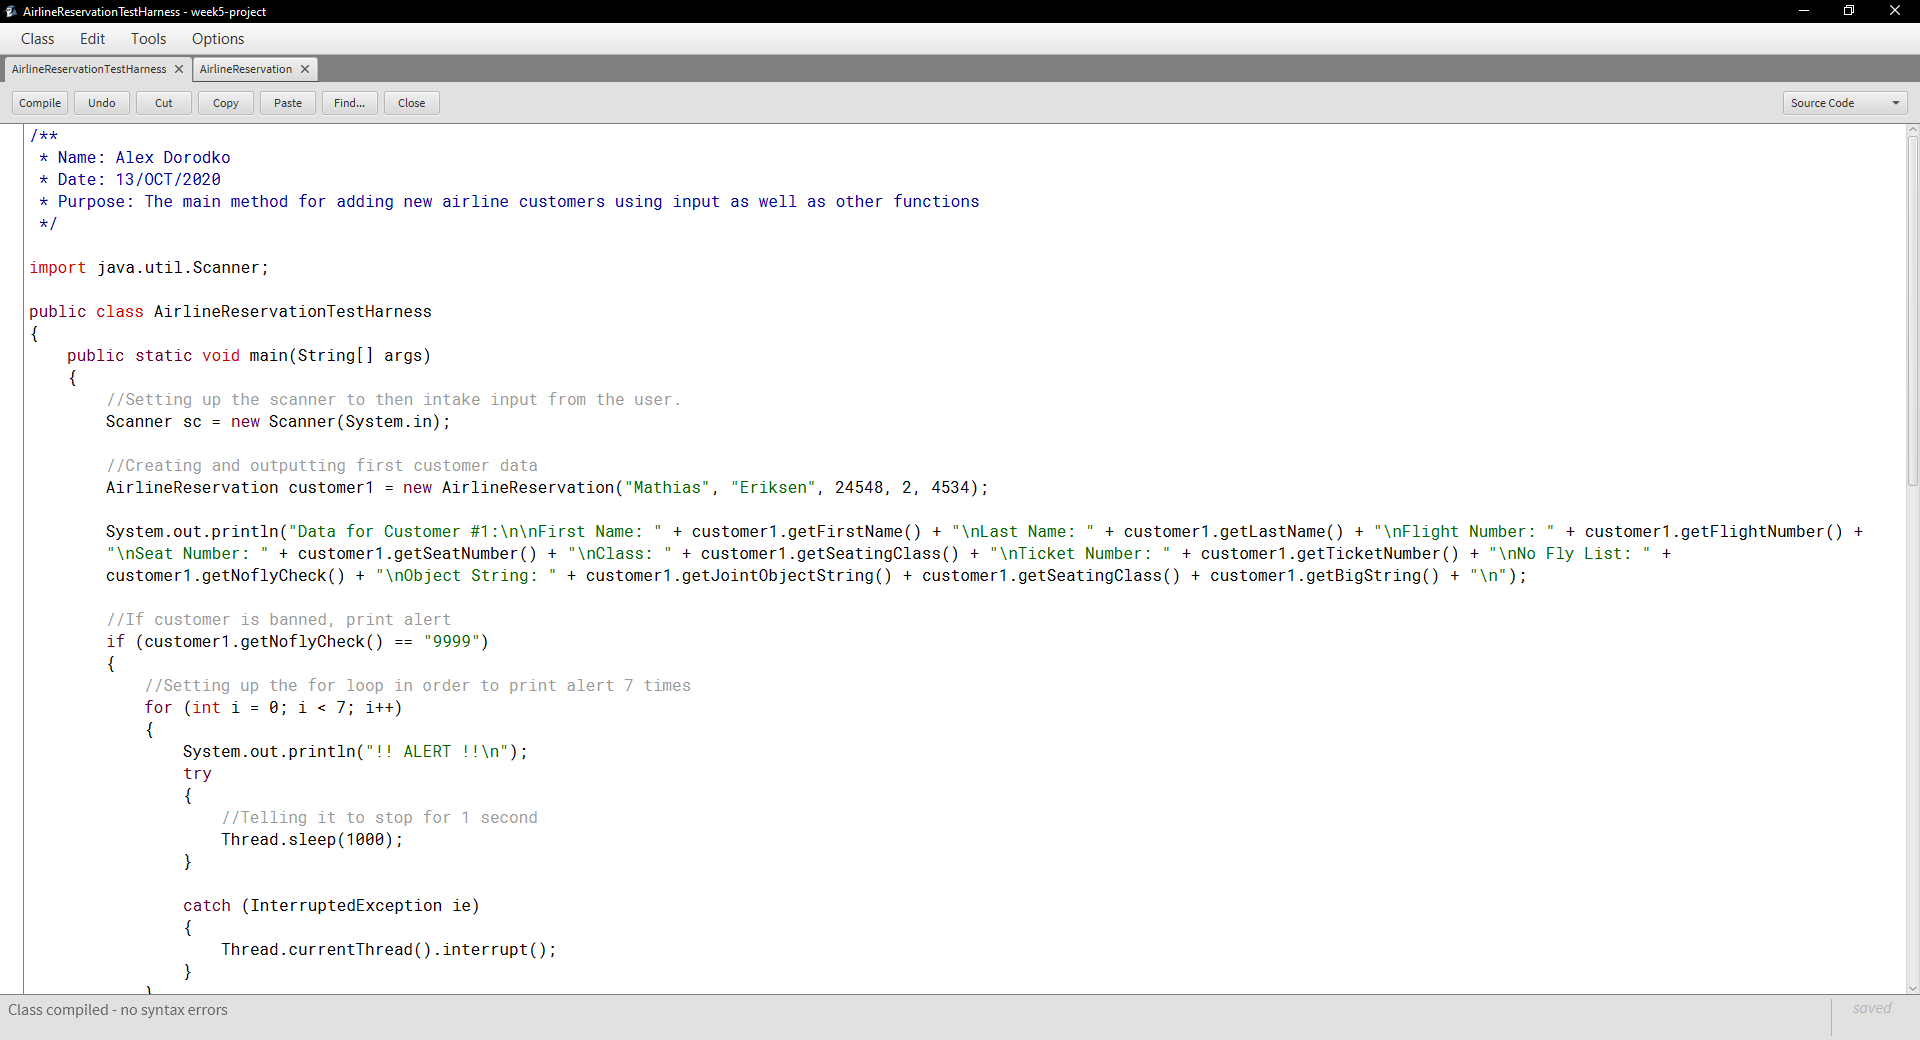 AirlineReservationTestHarness - week5-project
Class Edit Tools Options
AirlineReservationTestHarness AirlineReservation
Compile Undo Cut Copy Paste Find... Close Source Code
/**
 * Name: Alex Dorodko
 * Date: 13/OCT/2020
 * Purpose: The main method for adding new airline customers using input as well as other functions
 */
import java.util.Scanner;
public class AirlineReservationTestHarness
{
    public static void main(String[] args)
    {
        //Setting up the scanner to then intake input from the user.
        Scanner sc = new Scanner(System.in);
        //Creating and outputting first customer data
        AirlineReservation customer1 = new AirlineReservation("Mathias", "Eriksen", 24548, 2, 4534);
        System.out.println("Data for Customer #1:\n\nFirst Name: " + customer1.getFirstName() + "\nLast Name: " + customer1.getLastName() + "\nFlight Number: " + customer1.getFlightNumber() +
        "\nSeat Number: " + customer1.getSeatNumber() + "\nClass: " + customer1.getSeatingClass() + "\nTicket Number: " + customer1.getTicketNumber() + "\nNo Fly List: " +
        customer1.getNoflyCheck() + "\nObject String: " + customer1.getJointObjectString() + customer1.getSeatingClass() + customer1.getBigString() + "\n");
        //If customer is banned, print alert
        if (customer1.getNoflyCheck() == "9999")
        {
            //Setting up the for loop in order to print alert 7 times
            for (int i = 0; i < 7; i++)
            {
                System.out.println("!! ALERT !!\n");
                try
                {
                    //Telling it to stop for 1 second
                    Thread.sleep(1000);
                }
                catch (InterruptedException ie)
                {
                    Thread.currentThread().interrupt();
                }
            }
Class compiled - no syntax errors
saved